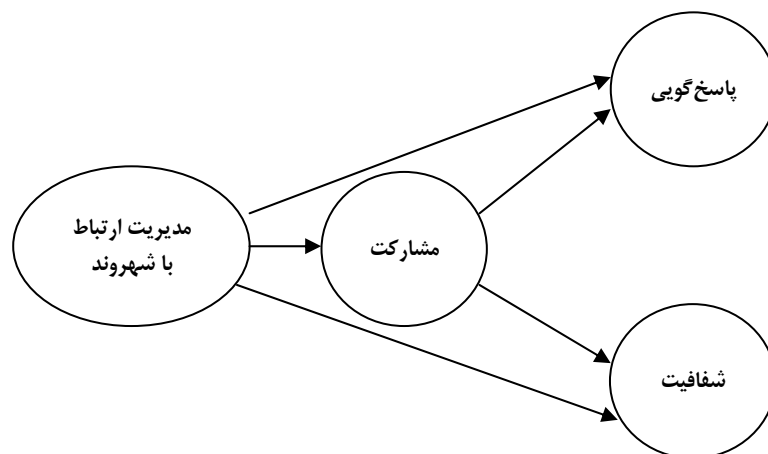 پاسخ‌گویی
مدیریت ارتباط
با شهروند
مشارکت
شفافیت